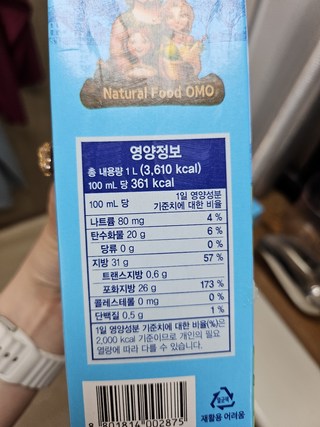 Natural Food OMO
영양정보
총 내용량 1 L (3,610 kcal)
100 mL 당 361 kcal
100 mL 당 1일 영양성분 기준치에 대한 비율
나트륨 80 mg 4 %
탄수화물 20 g 6 %
당류 0 g 0 %
지방 31 g 57 %
트랜스지방 0.6 g
포화지방 26 g 173 %
콜레스테롤 0 mg 0 %
단백질 0.5 g 1 %
1일 영양성분 기준치에 대한 비율(%)은
2,000 kcal 기준이므로 개인의 필요
열량에 따라 다를 수 있습니다.
8 801814 002875
재활용 어려움